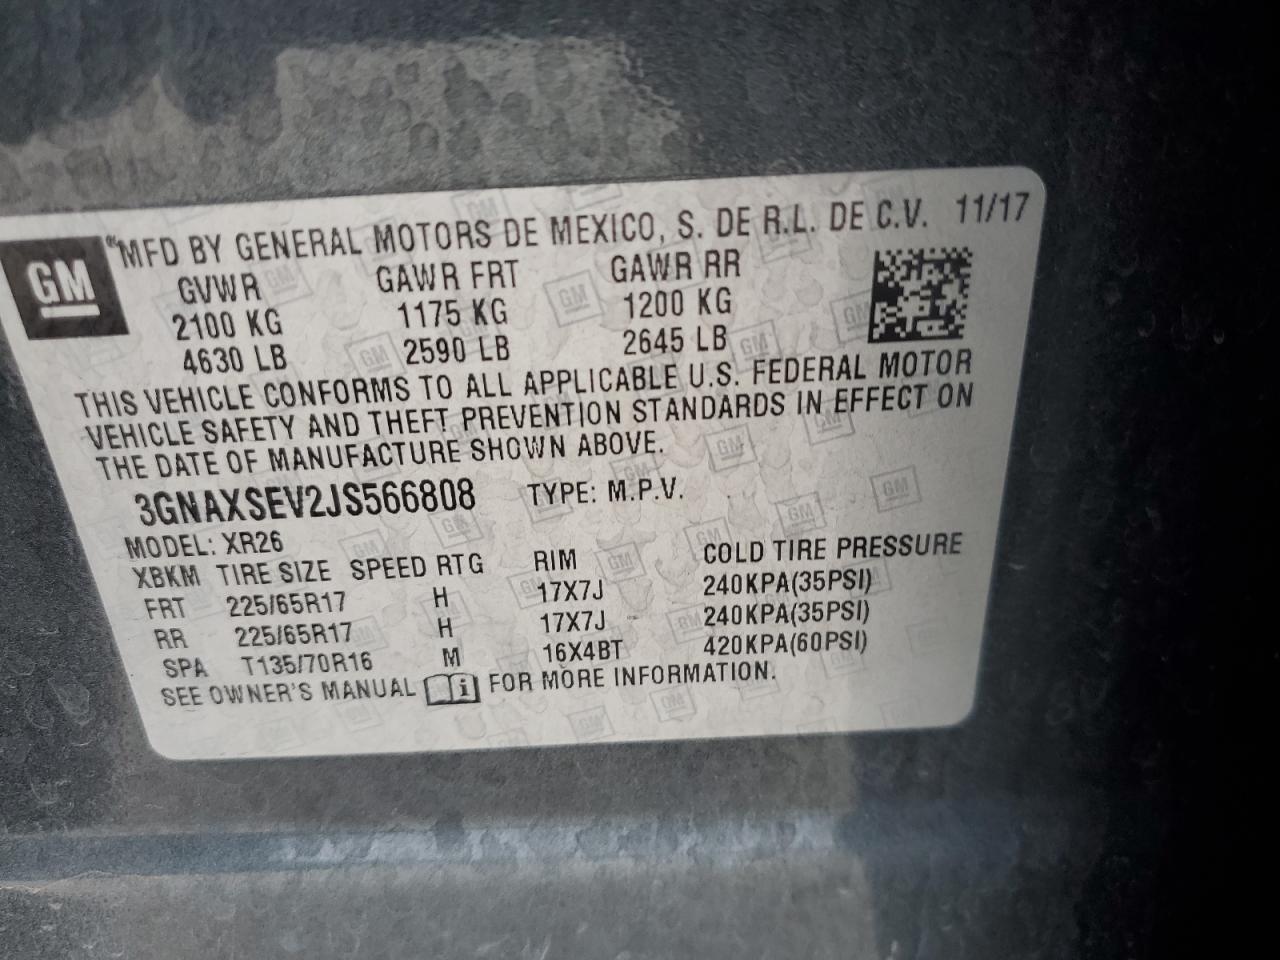 GM
MFD BY GENERAL MOTORS DE MEXICO, S. DE R.L. DE C.V. 11/17
GVWR GAWR FRT GAWR RR
2100 KG 1175 KG 1200 KG
4630 LB 2590 LB 2645 LB
THIS VEHICLE CONFORMS TO ALL APPLICABLE U.S. FEDERAL MOTOR
VEHICLE SAFETY AND THEFT PREVENTION STANDARDS IN EFFECT ON
THE DATE OF MANUFACTURE SHOWN ABOVE.
3GNAXSEV2JS566808 TYPE: M.P.V.
MODEL: XR26
XBKM TIRE SIZE SPEED RTG RIM COLD TIRE PRESSURE
FRT 225/65R17 H 17X7J 240KPA(35PSI)
RR 225/65R17 H 17X7J 240KPA(35PSI)
SPA T135/70R16 M 16X4BT 420KPA(60PSI)
SEE OWNER'S MANUAL i FOR MORE INFORMATION.